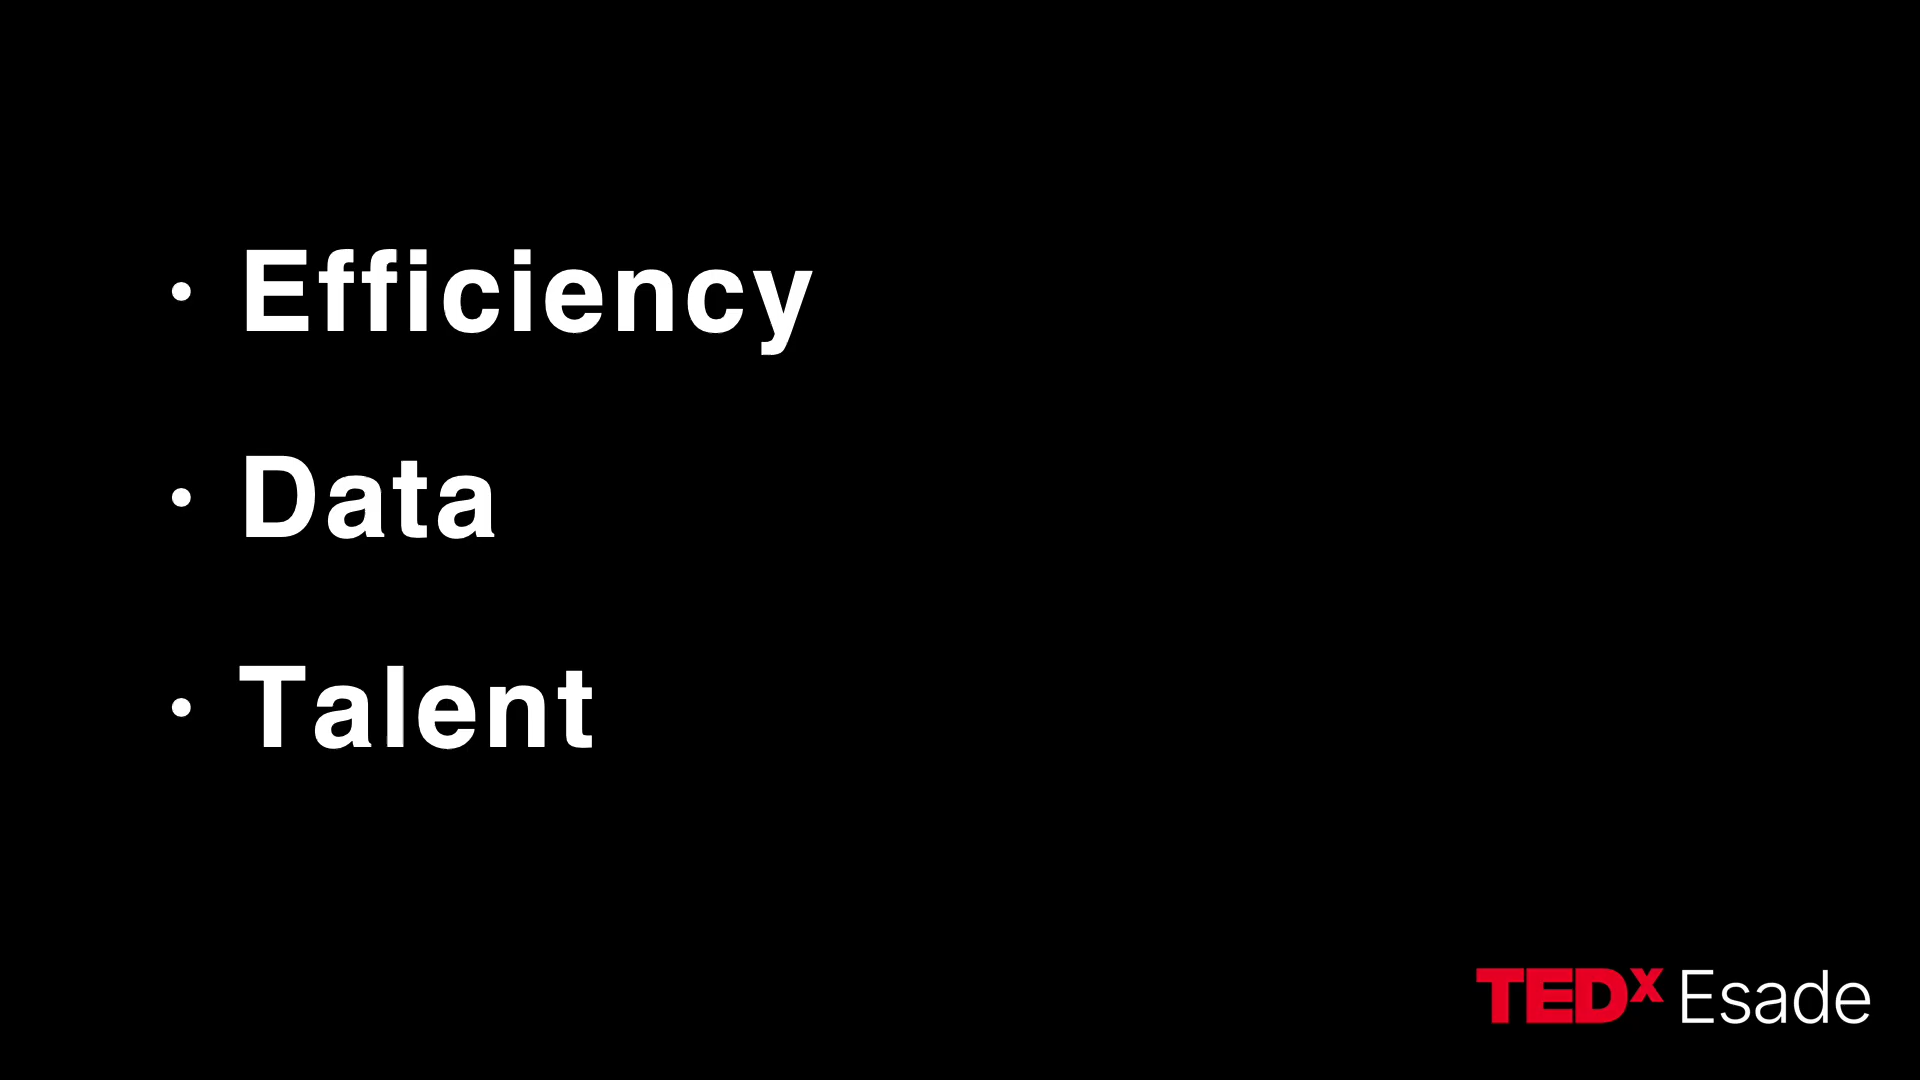 • Efficiency
• Data
• Talent
TEDx Esade